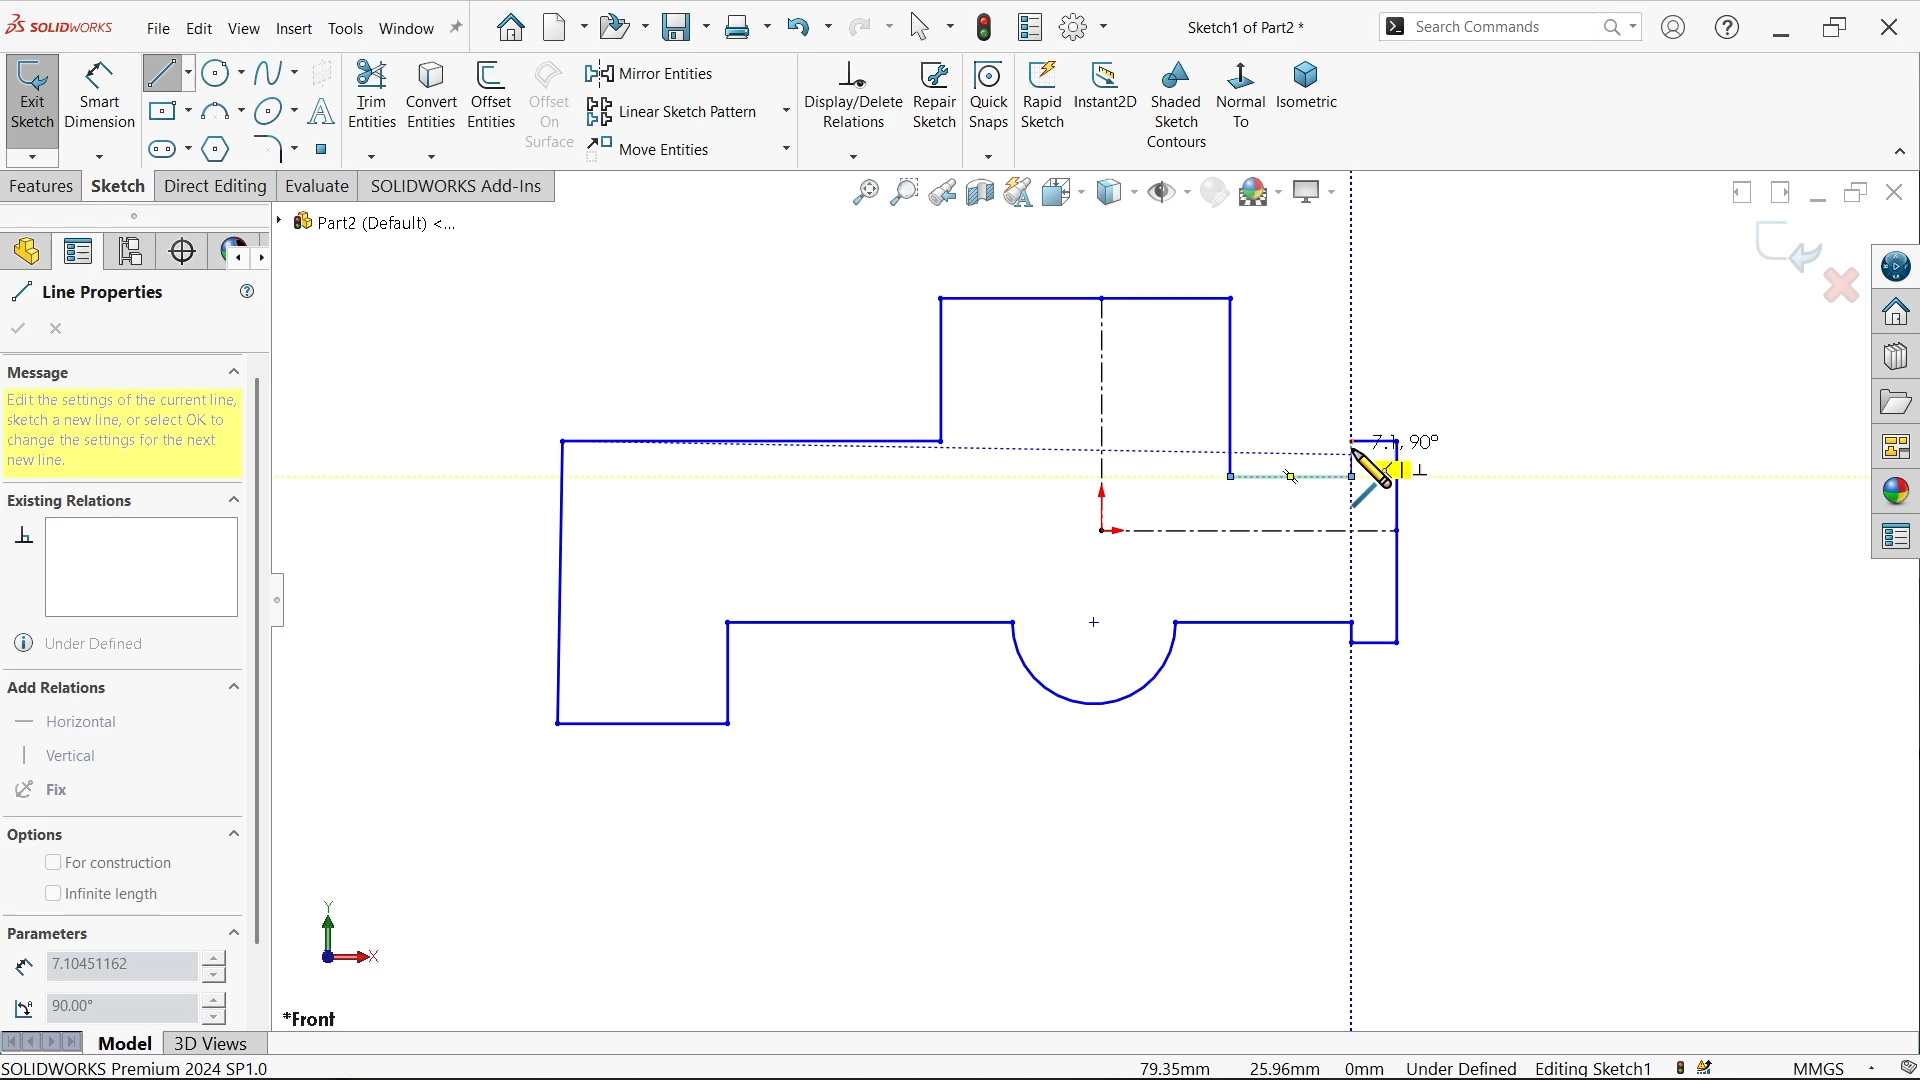 SOLIDWORKS File Edit View Insert Tools Window Sketch1 of Part2 * Search Commands
Exit Sketch
Smart Dimension
Trim Entities
Convert Entities
Offset Entities
Offset On Surface
Mirror Entities
Linear Sketch Pattern
Move Entities
Display/Delete Relations
Repair Sketch
Quick Snaps
Rapid Sketch
Instant2D
Shaded Sketch Contours
Normal To
Isometric
Features Sketch Direct Editing Evaluate SOLIDWORKS Add-Ins
Part2 (Default) <...
Line Properties
Message
Edit the settings of the current line,
sketch a new line, or select OK to
change the settings for the next
new line.
Existing Relations
Under Defined
Add Relations
Horizontal
Vertical
Fix
Options
For construction
Infinite length
Parameters
7.10451162
90.00°
7.1, 90°
Y
X
*Front
Model 3D Views
SOLIDWORKS Premium 2024 SP1.0 79.35mm 25.96mm 0mm Under Defined Editing Sketch1 MMGS